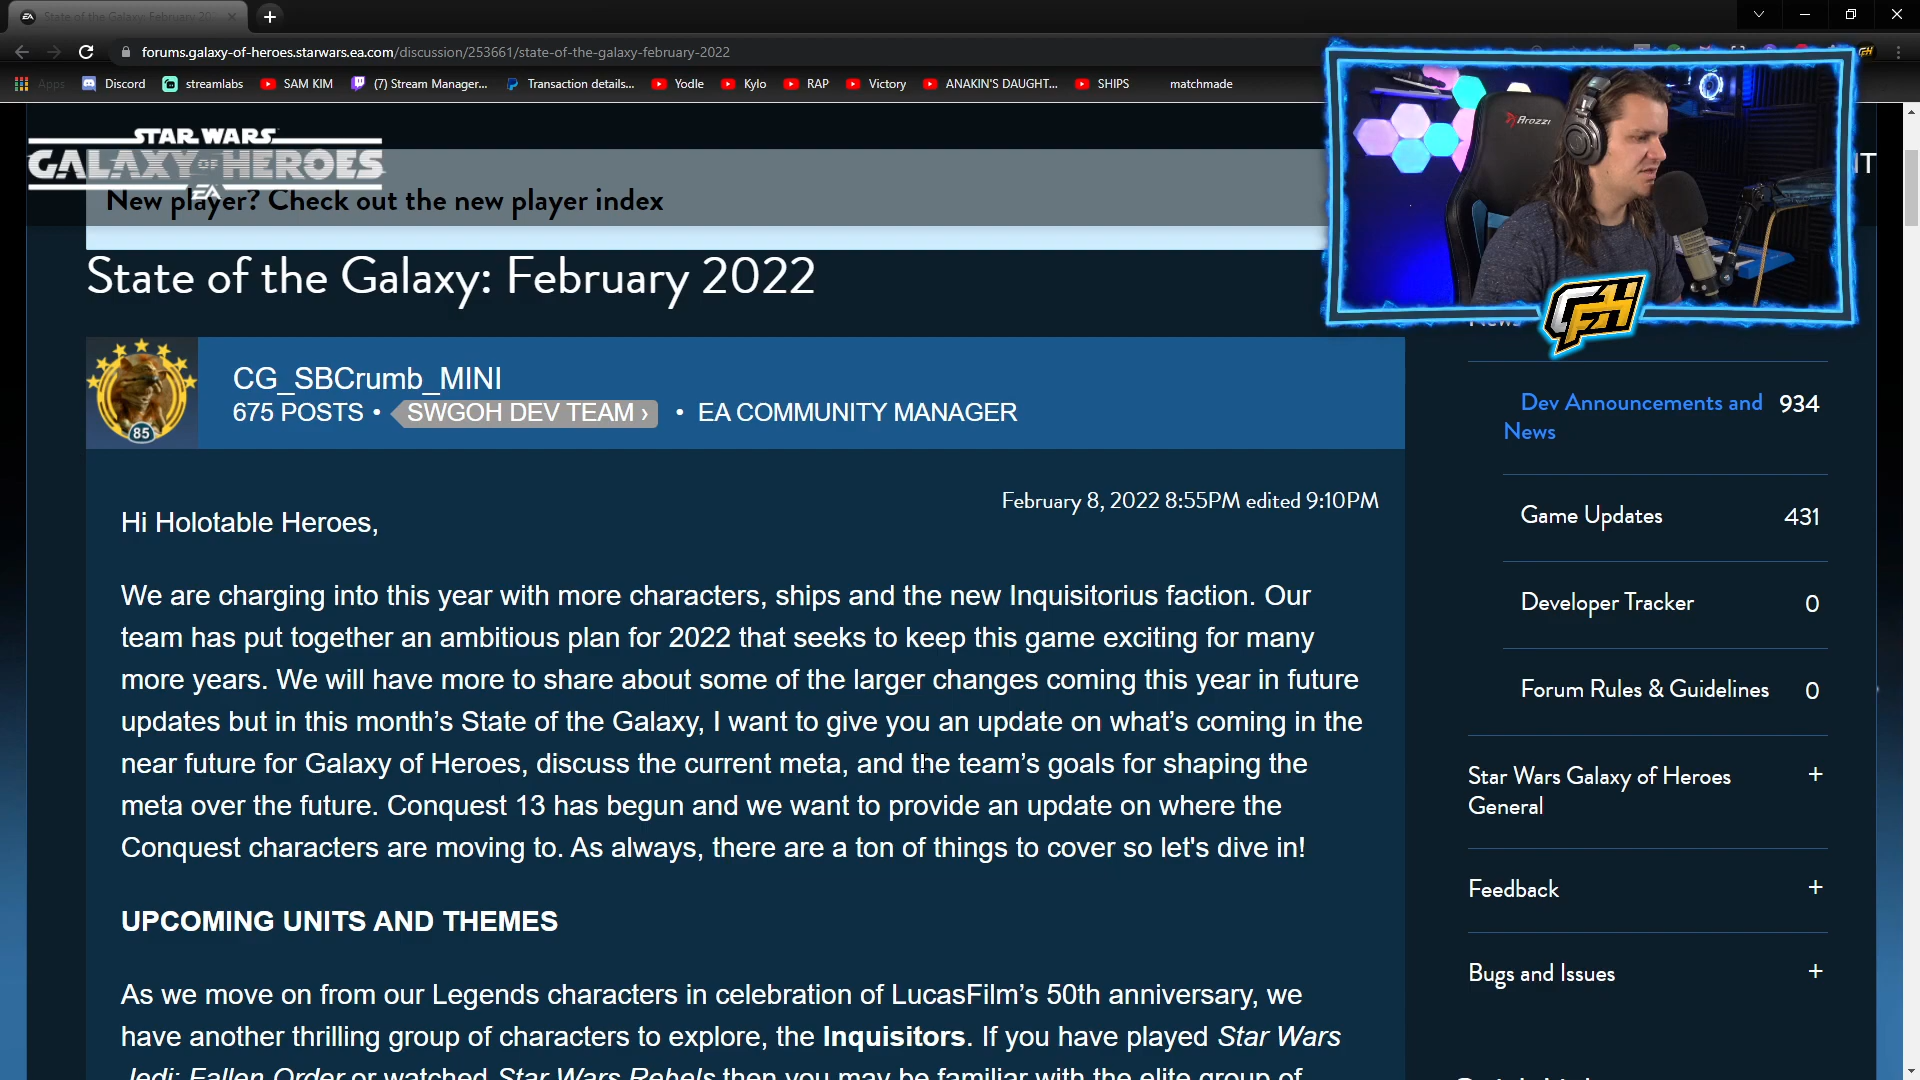 State of the Galaxy: February 20
forums.galaxy-of-heroes.starwars.ea.com/discussion/253661/state-of-the-galaxy-february-2022
Apps Discord streamlabs SAM KIM (7) Stream Manager... Transaction details... Yodle Kylo RAP Victory ANAKIN'S DAUGHT... SHIPS matchmade
STAR WARS
GALAXY OF HEROES
EA
New player? Check out the new player index
State of the Galaxy: February 2022
85
CG_SBCrumb_MINI
675 POSTS • SWGOH DEV TEAM › • EA COMMUNITY MANAGER
February 8, 2022 8:55PM edited 9:10PM
Hi Holotable Heroes,
We are charging into this year with more characters, ships and the new Inquisitorius faction. Our
team has put together an ambitious plan for 2022 that seeks to keep this game exciting for many
more years. We will have more to share about some of the larger changes coming this year in future
updates but in this month's State of the Galaxy, I want to give you an update on what's coming in the
near future for Galaxy of Heroes, discuss the current meta, and the team's goals for shaping the
meta over the future. Conquest 13 has begun and we want to provide an update on where the
Conquest characters are moving to. As always, there are a ton of things to cover so let's dive in!
UPCOMING UNITS AND THEMES
As we move on from our Legends characters in celebration of LucasFilm's 50th anniversary, we
have another thrilling group of characters to explore, the Inquisitors. If you have played Star Wars
Jedi: Fallen Order or watched Star Wars Rebels then you may be familiar with the elite group of
Arozzi
GFH
News
Dev Announcements and News 934
Game Updates 431
Developer Tracker 0
Forum Rules & Guidelines 0
Star Wars Galaxy of Heroes
General +
Feedback +
Bugs and Issues +